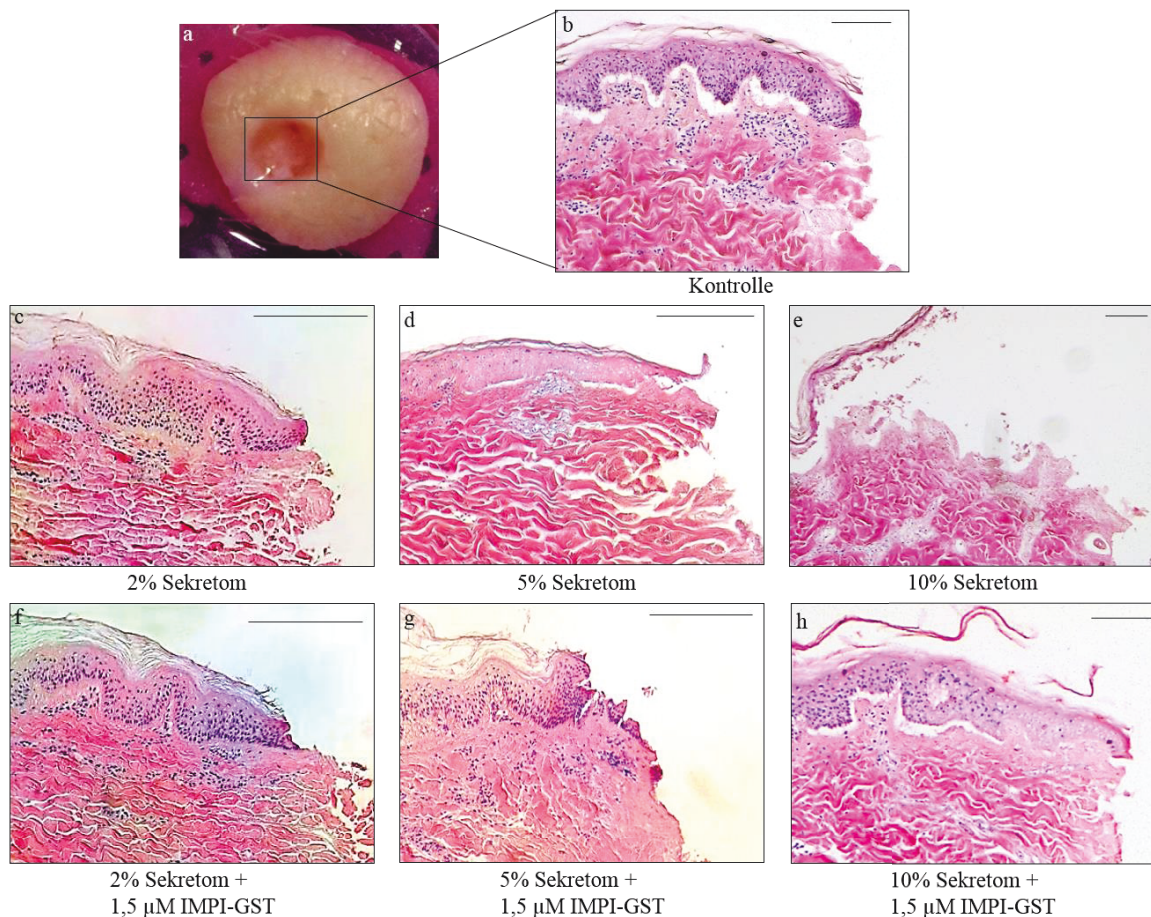 a
b
Kontrolle
c
d
e
2% Sekretom
5% Sekretom
10% Sekretom
f
g
h
2% Sekretom +
1,5 µM IMPI-GST
5% Sekretom +
1,5 µM IMPI-GST
10% Sekretom +
1,5 µM IMPI-GST